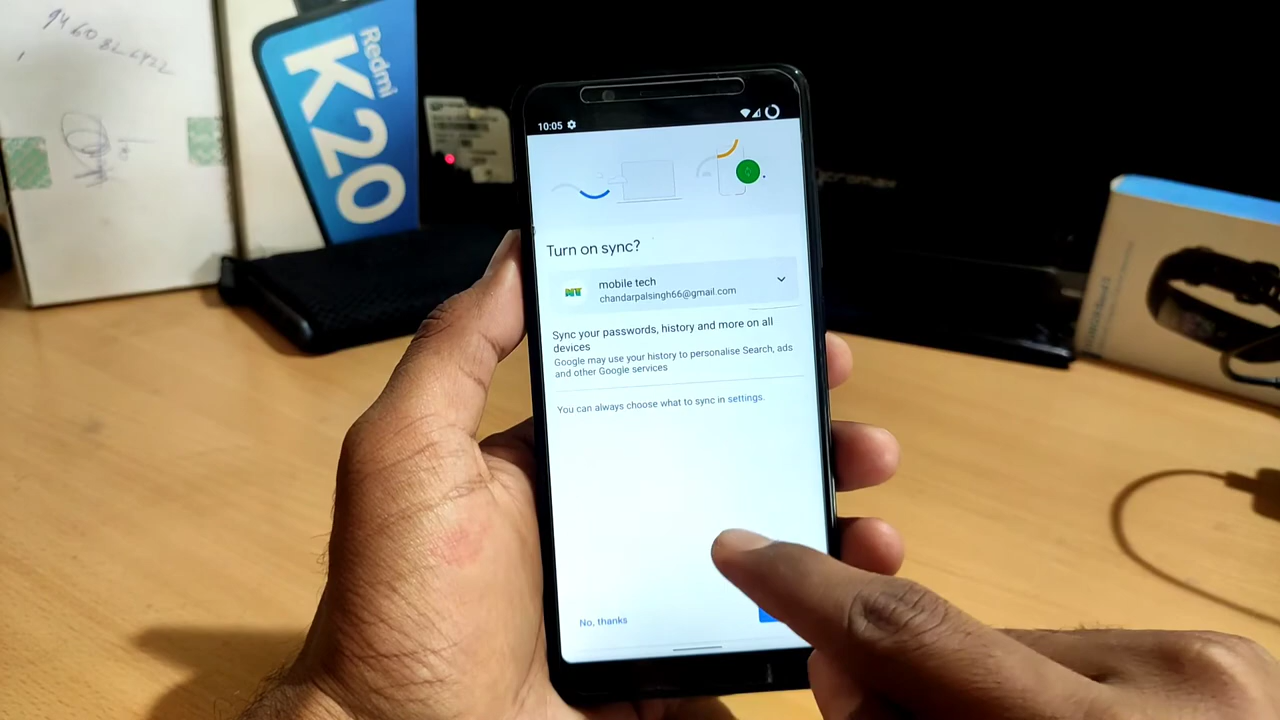 Redmi
K20
10:05
Turn on sync?
mobile tech
chandarpalsingh66@gmail.com
Sync your passwords, history and more on all
devices
Google may use your history to personalise Search, ads
and other Google services
You can always choose what to sync in settings.
No, thanks